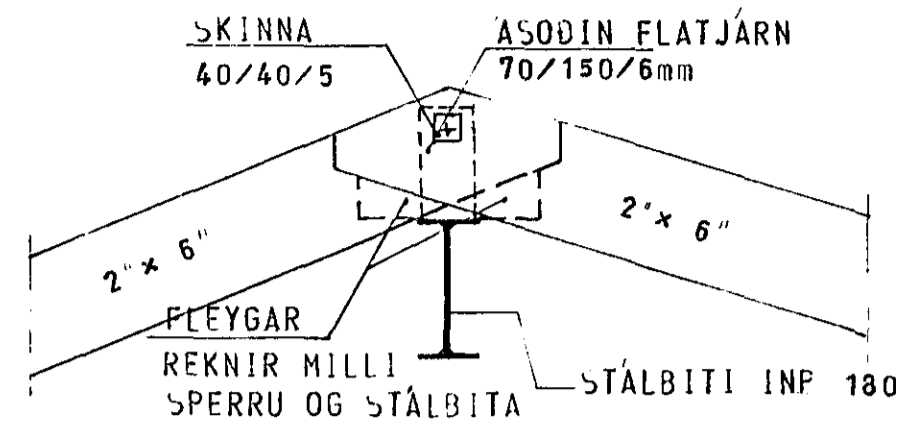 SKINNA
40/40/5
ÁSOÐIN FLATJÁRN
70/150/6mm
2" x 6"
2" x 6"
FLEYGAR
REKNIR MILLI
SPERRU OG STÁLBITA
STÁLBITI INP 180